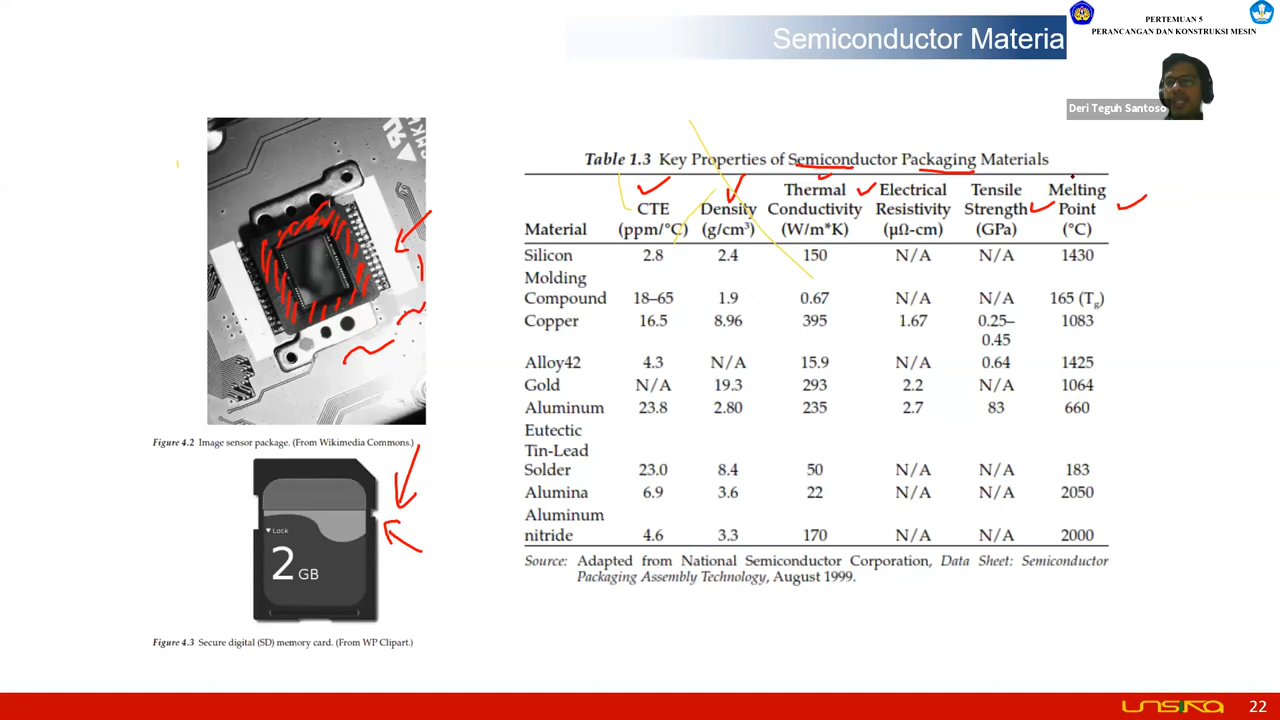 Semiconductor Materia
PERTEMUAN 5
PERANCANGAN DAN KONSTRUKSI MESIN
Deri Teguh Santoso
Figure 4.2 Image sensor package. (From Wikimedia Commons.)
Lock
2 GB
Figure 4.3 Secure digital (SD) memory card. (From WP Clipart.)
Table 1.3 Key Properties of Semiconductor Packaging Materials
Material CTE (ppm/°C) Density (g/cm³) Thermal Conductivity (W/m*K) Electrical Resistivity (μΩ-cm) Tensile Strength (GPa) Melting Point (°C)
Silicon 2.8 2.4 150 N/A N/A 1430
Molding Compound 18–65 1.9 0.67 N/A N/A 165 (Tg)
Copper 16.5 8.96 395 1.67 0.25–0.45 1083
Alloy42 4.3 N/A 15.9 N/A 0.64 1425
Gold N/A 19.3 293 2.2 N/A 1064
Aluminum 23.8 2.80 235 2.7 83 660
Eutectic Tin-Lead Solder 23.0 8.4 50 N/A N/A 183
Alumina 6.9 3.6 22 N/A N/A 2050
Aluminum nitride 4.6 3.3 170 N/A N/A 2000
Source: Adapted from National Semiconductor Corporation, Data Sheet: Semiconductor
Packaging Assembly Technology, August 1999.
UNSIKA 22